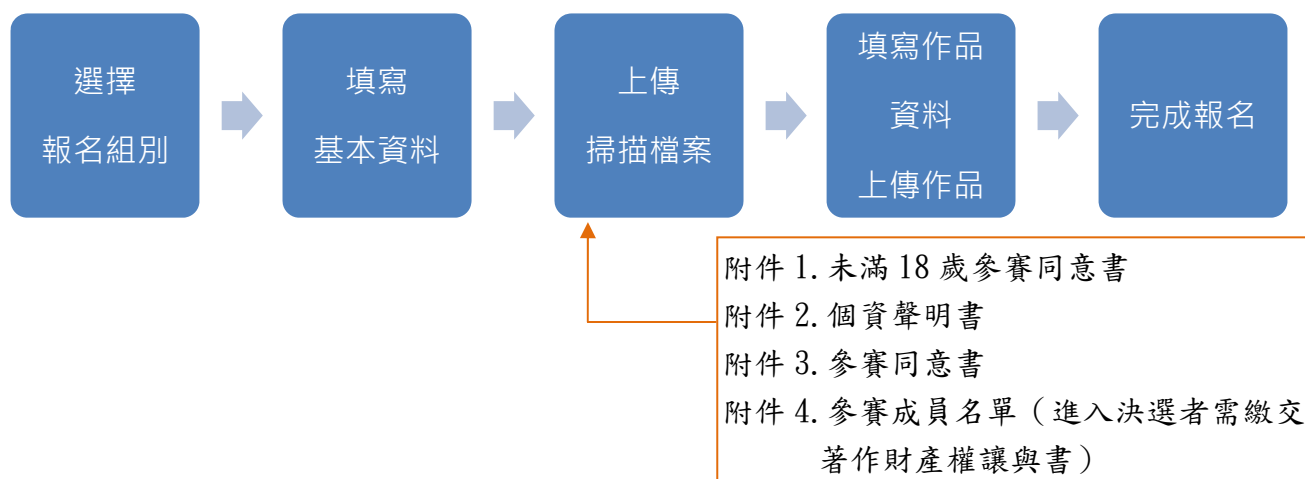 選擇
報名組別
填寫
基本資料
上傳
掃描檔案
填寫作品
資料
上傳作品
完成報名
附件 1.未滿 18 歲參賽同意書
附件 2.個資聲明書
附件 3.參賽同意書
附件 4.參賽成員名單（進入決選者需繳交
著作財產權讓與書）